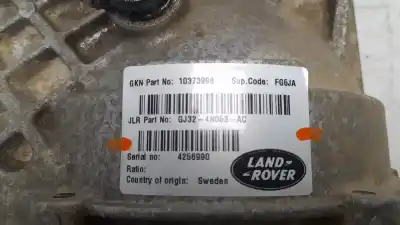 GKN Part No: 10373998 Sup.Code: FG6JA
JLR Part No: GJ32-4N053-AC
Serial no: 4256990
Ratio:
Country of origin: Sweden
LAND
ROVER